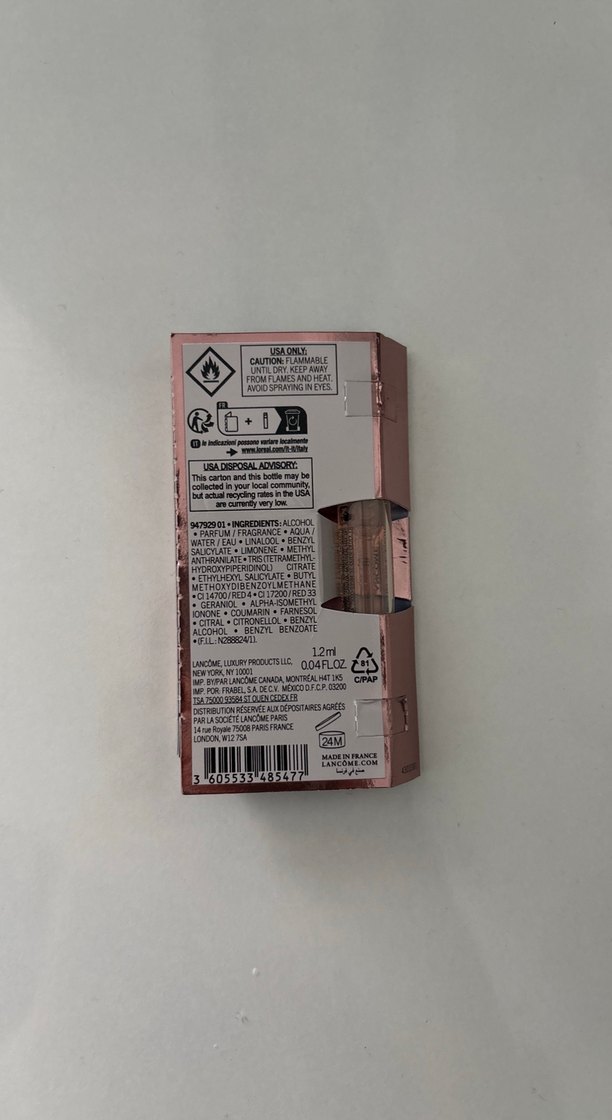 USA ONLY:
CAUTION: FLAMMABLE
UNTIL DRY. KEEP AWAY
FROM FLAMES AND HEAT.
AVOID SPRAYING IN EYES.
FR
+
IT le indicazioni possono variare localmente
www.loreal.com/it-it/italy
USA DISPOSAL ADVISORY:
This carton and this bottle may be
collected in your local community,
but actual recycling rates in the USA
are currently very low.
947929 01 • INGREDIENTS: ALCOHOL
• PARFUM / FRAGRANCE • AQUA /
WATER / EAU • LINALOOL • BENZYL
SALICYLATE • LIMONENE • METHYL
ANTHRANILATE • TRIS (TETRAMETHYL-
HYDROXYPIPERIDINOL) CITRATE
• ETHYLHEXYL SALICYLATE • BUTYL
METHOXYDIBENZOYLMETHANE
• CI 14700 / RED 4 • CI 17200 / RED 33
• GERANIOL • ALPHA-ISOMETHYL
IONONE • COUMARIN • FARNESOL
• CITRAL • CITRONELLOL • BENZYL
ALCOHOL • BENZYL BENZOATE
• (F.I.L.: N288824/1).
1.2 ml
0.04 FL.OZ.
81
C/PAP
LANCÔME, LUXURY PRODUCTS LLC,
NEW YORK, NY 10001
IMP. BY/PAR LANCÔME CANADA, MONTRÉAL H4T 1K5
IMP. POR: FRABEL, S.A. DE C.V. MÉXICO D.F.C.P. 03200
TSA 75000 93584 ST OUEN CEDEX FR
DISTRIBUTION RÉSERVÉE AUX DÉPOSITAIRES AGRÉÉS
PAR LA SOCIÉTÉ LANCÔME PARIS
14 rue Royale 75008 PARIS FRANCE
LONDON, W12 7SA
24 M
MADE IN FRANCE
LANCÔME.COM
صنع في فرنسا
3 605533 485477